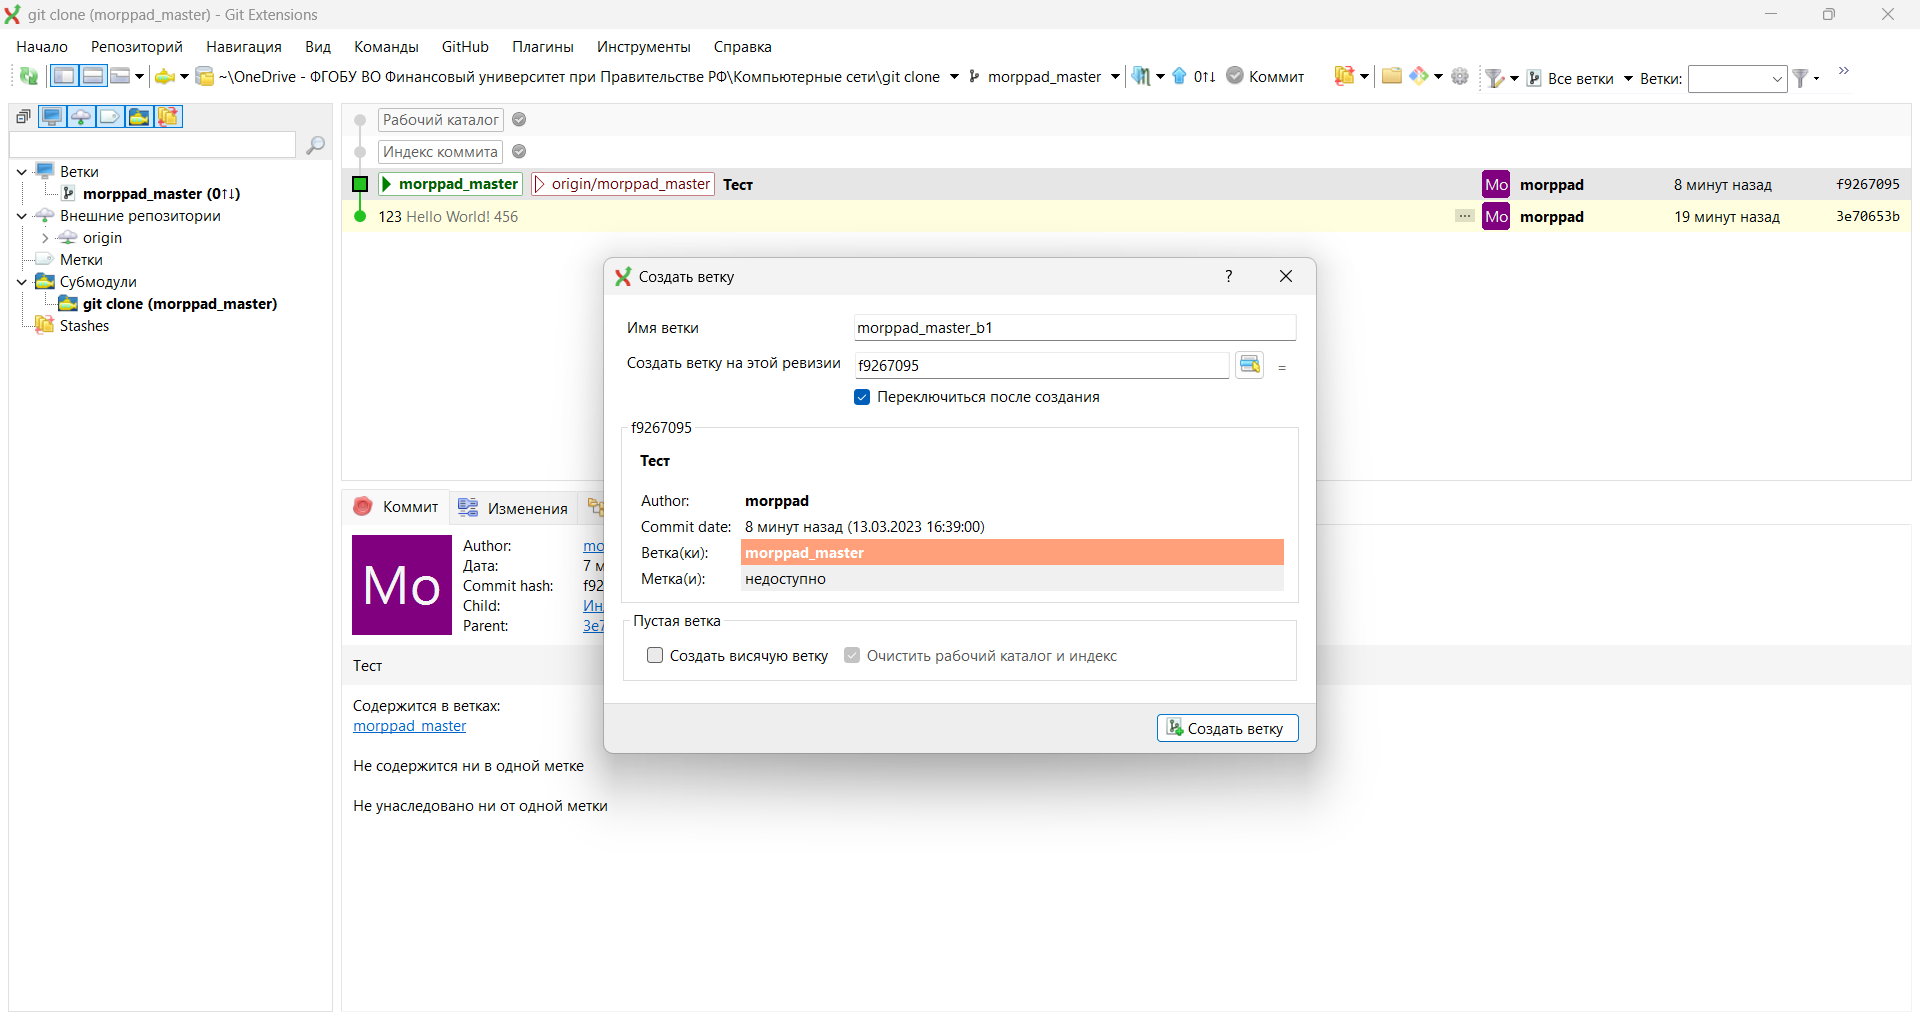 git clone (morppad_master) - Git Extensions
Начало Репозиторий Навигация Вид Команды GitHub Плагины Инструменты Справка
~\OneDrive - ФГОБУ ВО Финансовый университет при Правительстве РФ\Компьютерные сети\git clone morppad_master 0↑↓ Коммит Все ветки Ветки: »
Ветки
morppad_master (0↑↓)
Внешние репозитории
origin
Метки
Субмодули
git clone (morppad_master)
Stashes
Рабочий каталог
Индекс коммита
morppad_master origin/morppad_master Тест Mo morppad 8 минут назад f9267095
123 Hello World! 456 ... Mo morppad 19 минут назад 3e70653b
Создать ветку ?
Имя ветки morppad_master_b1
Создать ветку на этой ревизии f9267095 =
Переключиться после создания
f9267095
Тест
Author: morppad
Commit date: 8 минут назад (13.03.2023 16:39:00)
Ветка(ки): morppad_master
Метка(и): недоступно
Пустая ветка
Создать висячую ветку Очистить рабочий каталог и индекс
Создать ветку
Коммит Изменения
Mo
Author: mo
Дата: 7 м
Commit hash: f92
Child: Ин
Parent: 3e7
Тест
Содержится в ветках:
morppad_master
Не содержится ни в одной метке
Не унаследовано ни от одной метки